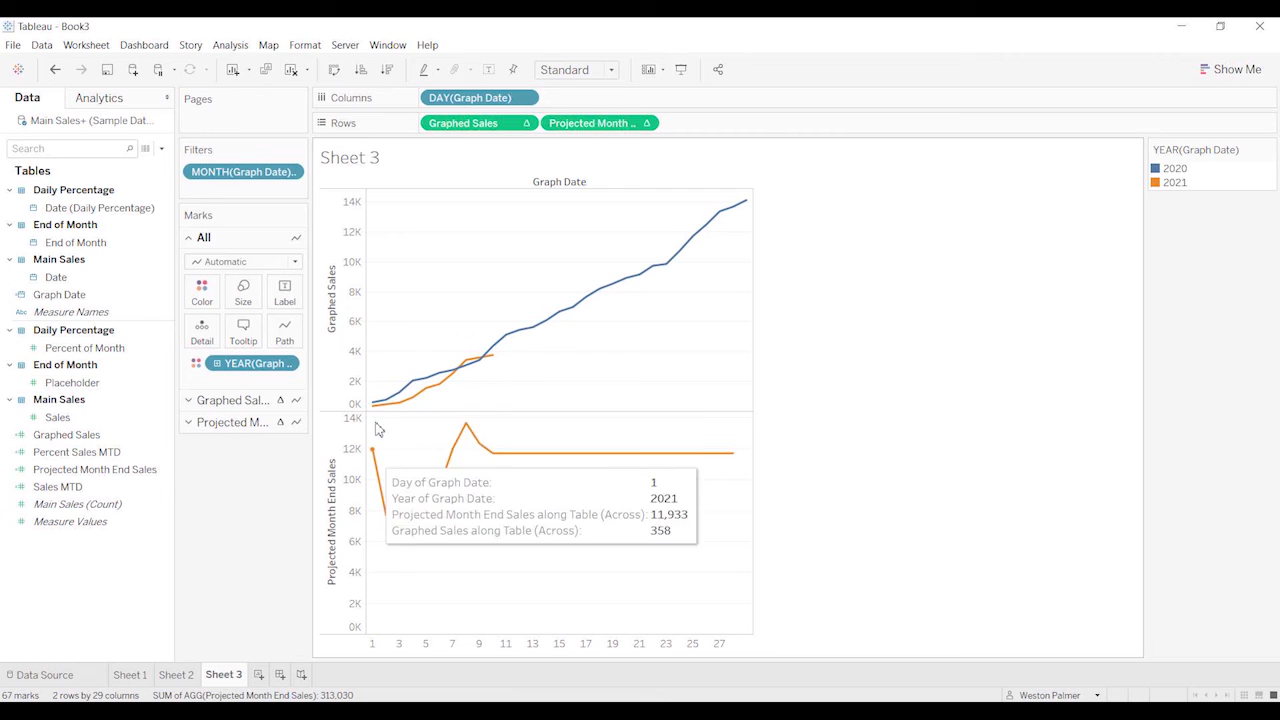 Tableau - Book3
File Data Worksheet Dashboard Story Analysis Map Format Server Window Help
Standard
Show Me
Data Analytics
Main Sales+ (Sample Dat...
Search
Tables
Daily Percentage
Date (Daily Percentage)
End of Month
End of Month
Main Sales
Date
Graph Date
Abc Measure Names
Daily Percentage
Percent of Month
End of Month
Placeholder
Main Sales
Sales
Graphed Sales
Percent Sales MTD
Projected Month End Sales
Sales MTD
Main Sales (Count)
Measure Values
Pages
Filters
MONTH(Graph Date)..
Marks
All
Automatic
Color Size Label
Detail Tooltip Path
YEAR(Graph ..
Graphed Sal.. Δ
Projected M... Δ
Columns DAY(Graph Date)
Rows Graphed Sales Δ Projected Month .. Δ
Sheet 3
Graph Date
Graphed Sales
14K
12K
10K
8K
6K
4K
2K
0K
Projected Month End Sales
14K
12K
10K
8K
6K
4K
2K
0K
Day of Graph Date: 1
Year of Graph Date: 2021
Projected Month End Sales along Table (Across): 11,933
Graphed Sales along Table (Across): 358
1 3 5 7 9 11 13 15 17 19 21 23 25 27
YEAR(Graph Date)
2020
2021
Data Source Sheet 1 Sheet 2 Sheet 3
67 marks 2 rows by 29 columns SUM of AGG(Projected Month End Sales): 313,030
Weston Palmer